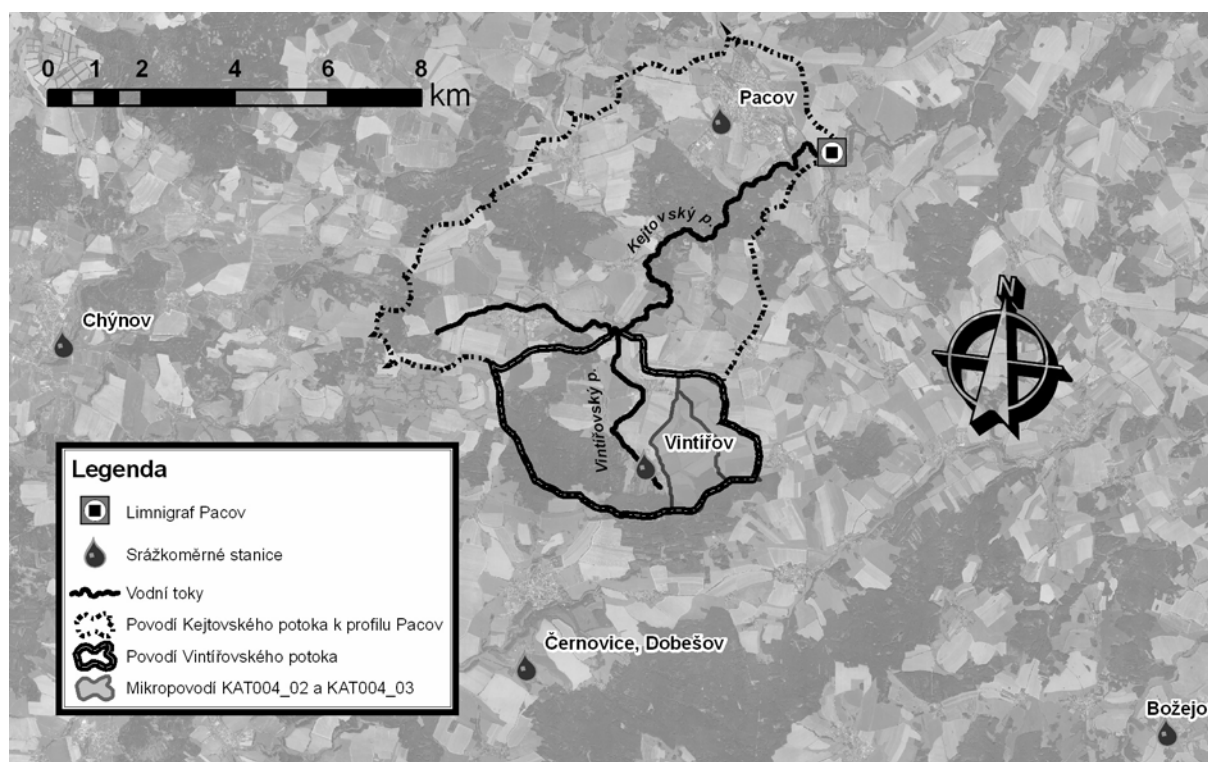 0 1 2 4 6 8
km
Pacov
Kejtovský p.
N
Chýnov
Vintířovský p.
Vintířov
Legenda
Limnigraf Pacov
Srážkoměrné stanice
Vodní toky
Povodí Kejtovského potoka k profilu Pacov
Povodí Vintířovského potoka
Mikropovodí KAT004_02 a KAT004_03
Černovice, Dobešov
Božejo